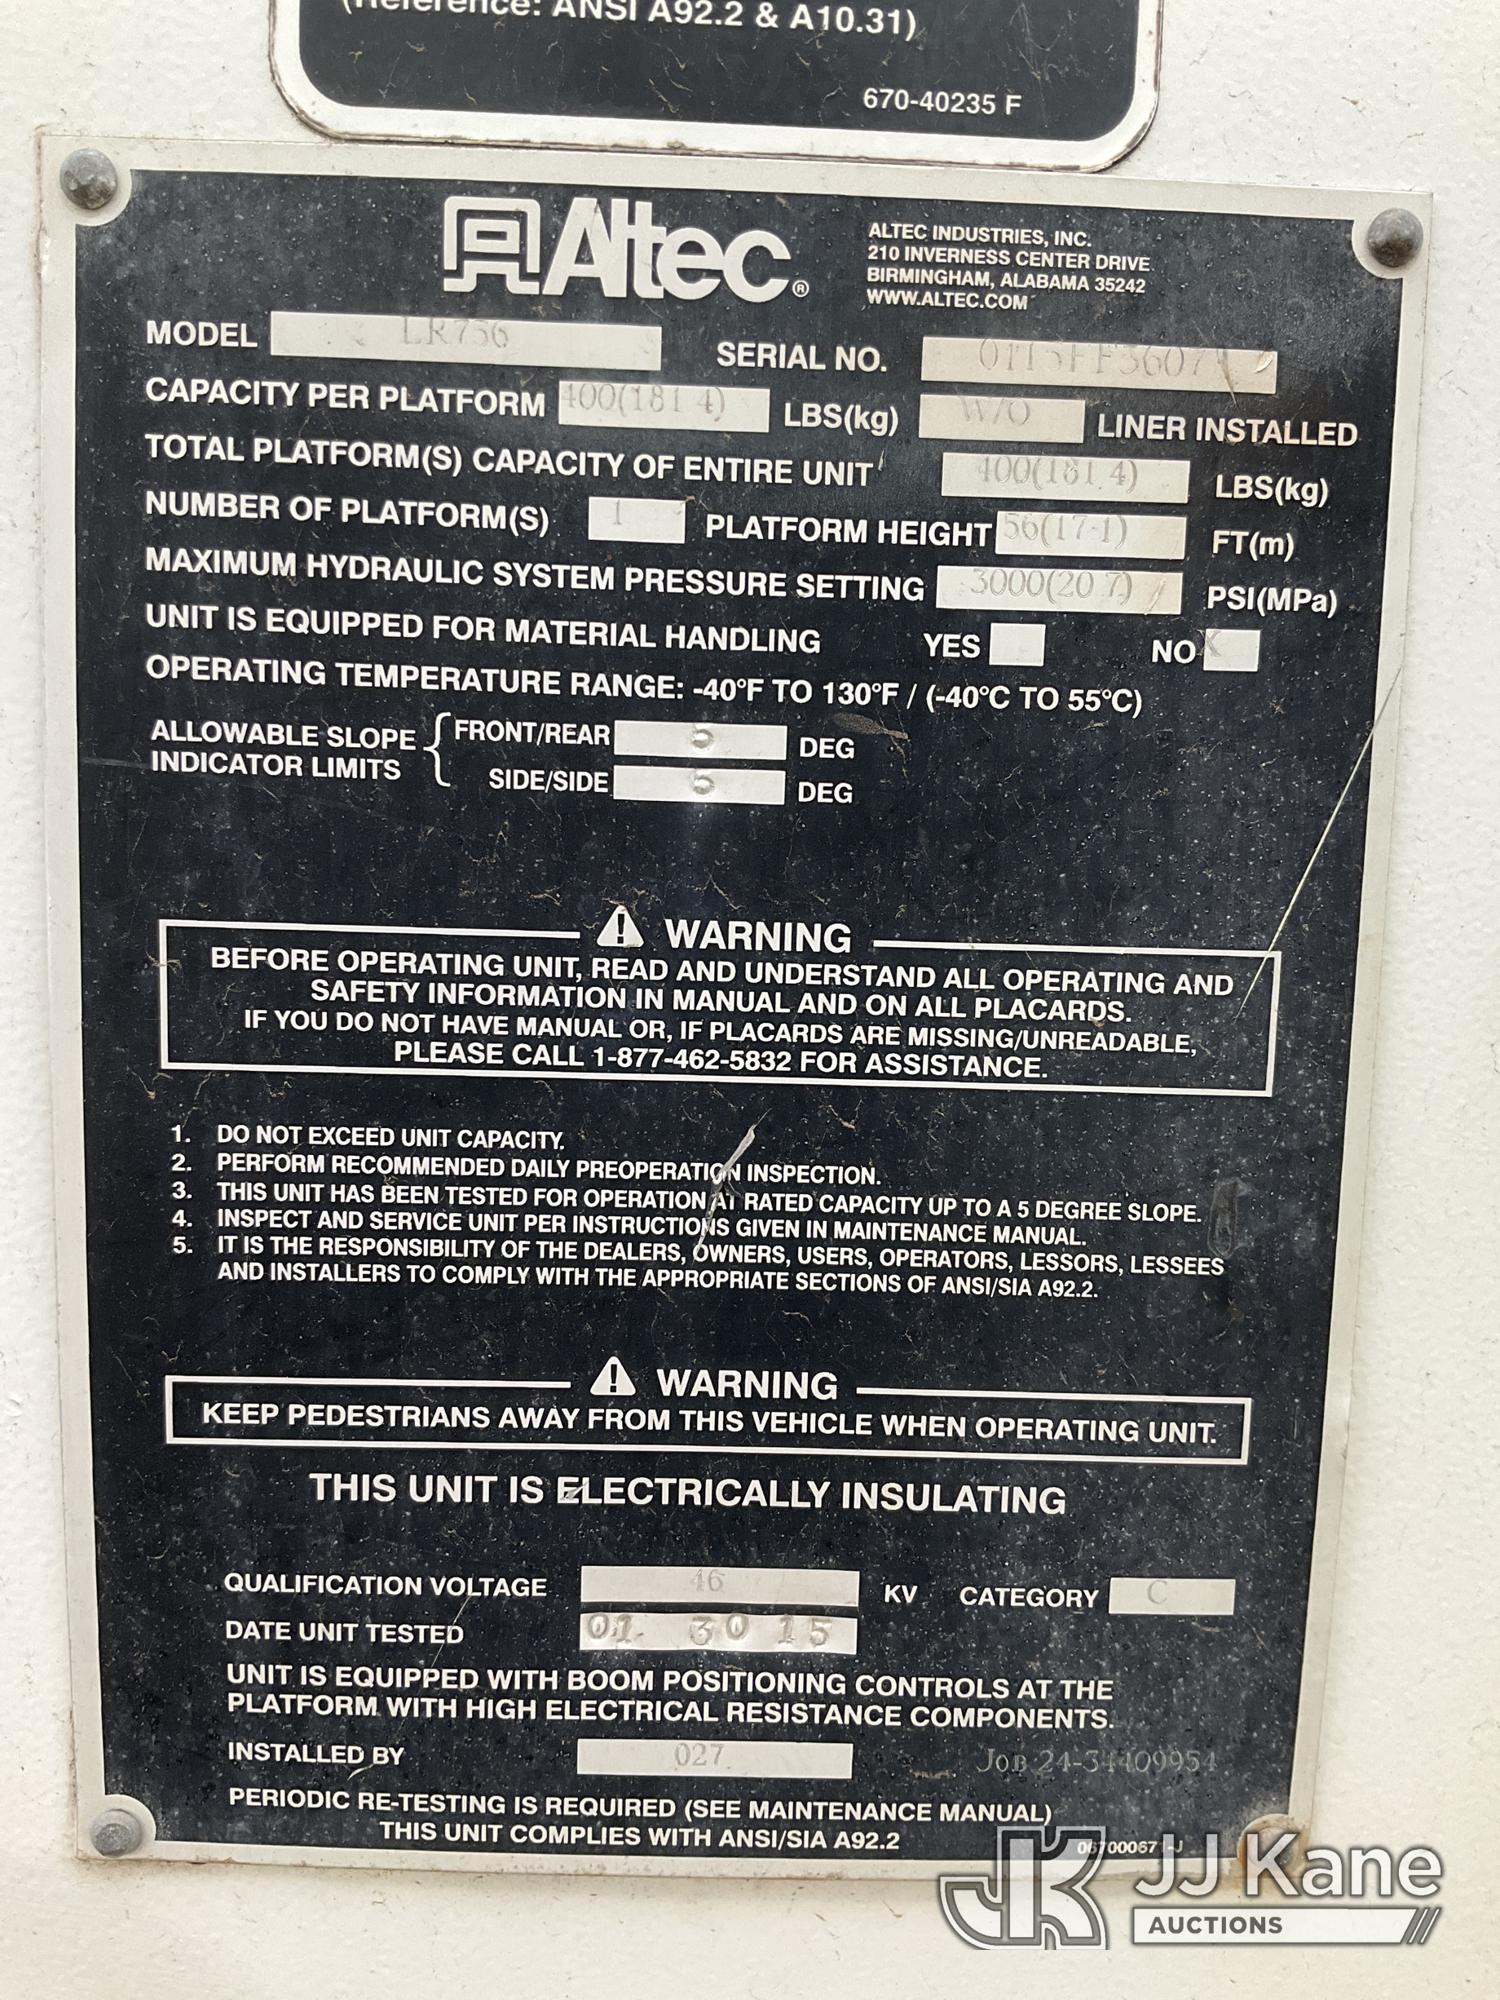 (Reference: ANSI A92.2 & A10.31)
670-40235 F
Altec®
ALTEC INDUSTRIES, INC.
210 INVERNESS CENTER DRIVE
BIRMINGHAM, ALABAMA 35242
WWW.ALTEC.COM
MODEL LR756 SERIAL NO.
CAPACITY PER PLATFORM 400(181.4) LBS(kg) W/O LINER INSTALLED
TOTAL PLATFORM(S) CAPACITY OF ENTIRE UNIT 400(181.4) LBS(kg)
NUMBER OF PLATFORM(S) 1 PLATFORM HEIGHT 56(17.1) FT(m)
MAXIMUM HYDRAULIC SYSTEM PRESSURE SETTING 3000(20.7) PSI(MPa)
UNIT IS EQUIPPED FOR MATERIAL HANDLING YES NO X
OPERATING TEMPERATURE RANGE: -40°F TO 130°F / (-40°C TO 55°C)
ALLOWABLE SLOPE INDICATOR LIMITS
FRONT/REAR 5 DEG
SIDE/SIDE 5 DEG
WARNING
BEFORE OPERATING UNIT, READ AND UNDERSTAND ALL OPERATING AND
SAFETY INFORMATION IN MANUAL AND ON ALL PLACARDS.
IF YOU DO NOT HAVE MANUAL OR, IF PLACARDS ARE MISSING/UNREADABLE,
PLEASE CALL 1-877-462-5832 FOR ASSISTANCE.
1. DO NOT EXCEED UNIT CAPACITY.
2. PERFORM RECOMMENDED DAILY PREOPERATION INSPECTION.
3. THIS UNIT HAS BEEN TESTED FOR OPERATION AT RATED CAPACITY UP TO A 5 DEGREE SLOPE.
4. INSPECT AND SERVICE UNIT PER INSTRUCTIONS GIVEN IN MAINTENANCE MANUAL.
5. IT IS THE RESPONSIBILITY OF THE DEALERS, OWNERS, USERS, OPERATORS, LESSORS, LESSEES
AND INSTALLERS TO COMPLY WITH THE APPROPRIATE SECTIONS OF ANSI/SIA A92.2.
WARNING
KEEP PEDESTRIANS AWAY FROM THIS VEHICLE WHEN OPERATING UNIT.
THIS UNIT IS ELECTRICALLY INSULATING
QUALIFICATION VOLTAGE 46 KV CATEGORY C
DATE UNIT TESTED 01 30 15
UNIT IS EQUIPPED WITH BOOM POSITIONING CONTROLS AT THE
PLATFORM WITH HIGH ELECTRICAL RESISTANCE COMPONENTS.
INSTALLED BY 027 JOB 24-34409954
PERIODIC RE-TESTING IS REQUIRED (SEE MAINTENANCE MANUAL)
THIS UNIT COMPLIES WITH ANSI/SIA A92.2
067000671-J
JJ Kane
AUCTIONS